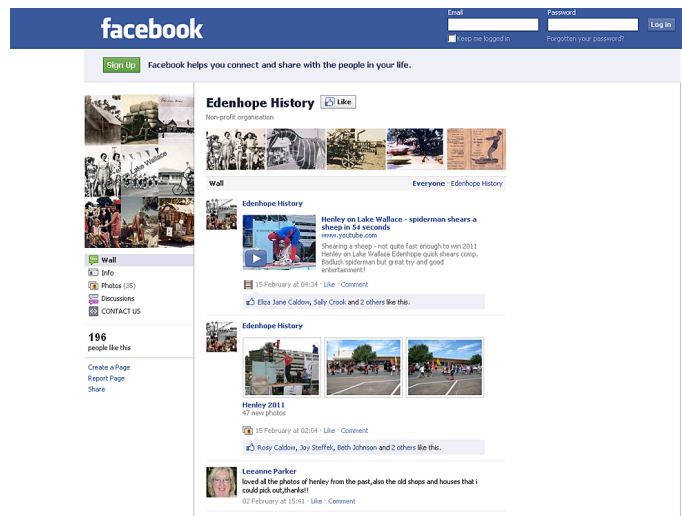 facebook
Email
Password
Log in
Keep me logged in
Forgotten your password?
Sign Up
Facebook helps you connect and share with the people in your life.
Lake Wallace
Wall
Info
Photos (35)
Discussions
CONTACT US
196
people like this
Create a Page
Report Page
Share
Edenhope History
Like
Non-profit organisation
Wall
Everyone · Edenhope History
Edenhope History
Henley on Lake Wallace - spiderman shears a
sheep in 54 seconds
www.youtube.com
Shearing a sheep - not quite fast enough to win 2011
Henley on Lake Wallace Edenhope quick shears comp.
Badluck spiderman but great try and good
entertainment!
15 February at 04:34 · Like · Comment
Eliza Jane Caldow, Sally Crook and 2 others like this.
Edenhope History
Henley 2011
47 new photos
15 February at 02:04 · Like · Comment
Rosy Caldow, Joy Steffek, Beth Johnson and 2 others like this.
Leeanne Parker
loved all the photos of henley from the past,also the old shops and houses that i
could pick out,thanks!!
02 February at 15:41 · Like · Comment